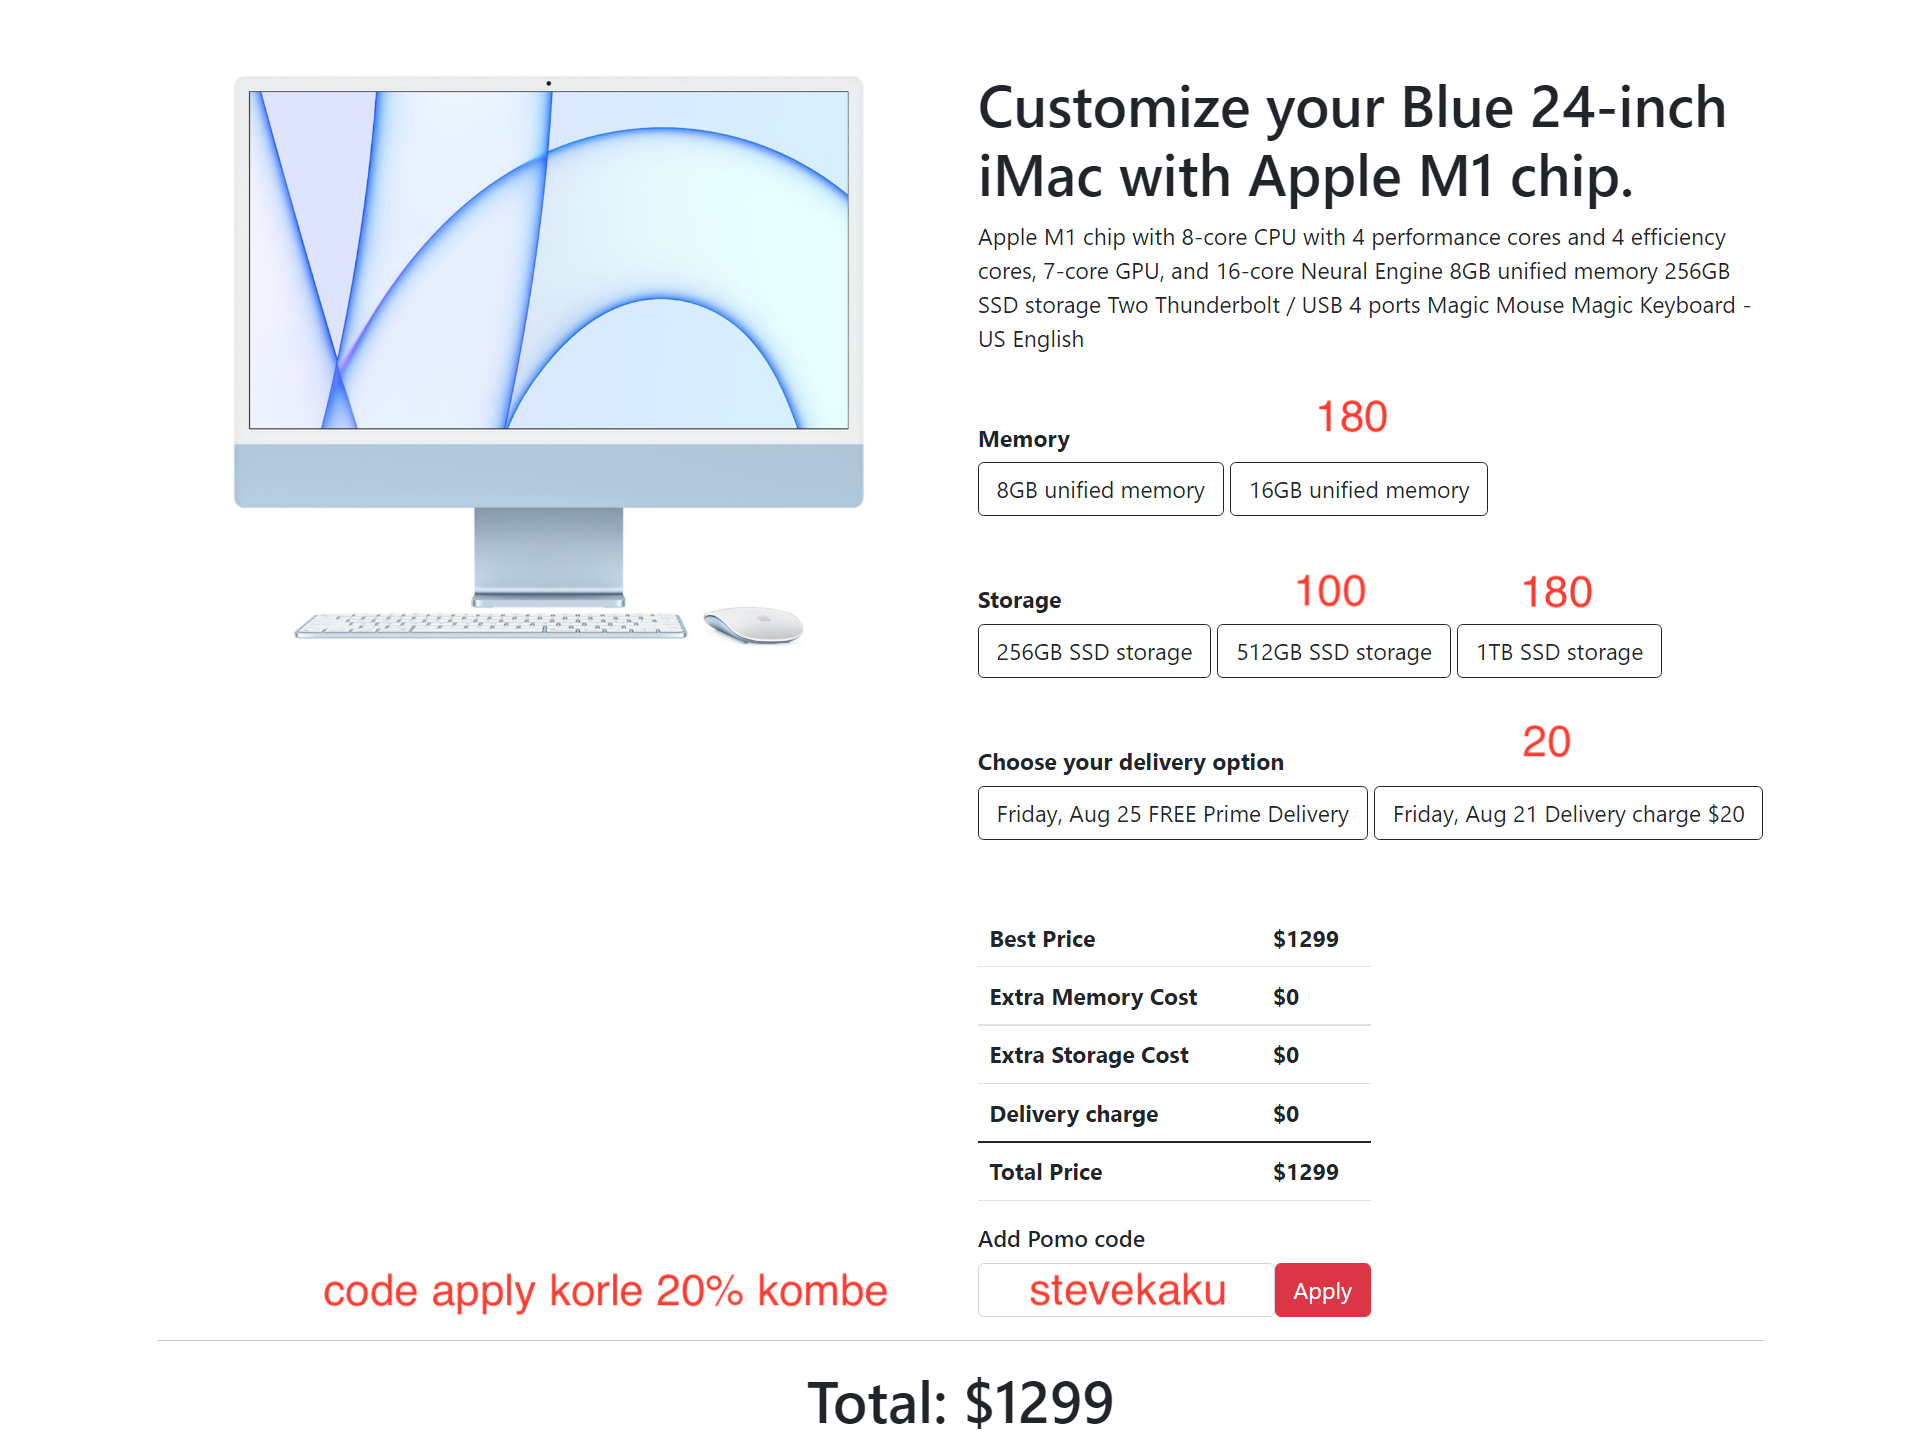 Customize your Blue 24-inch
iMac with Apple M1 chip.
Apple M1 chip with 8-core CPU with 4 performance cores and 4 efficiency
cores, 7-core GPU, and 16-core Neural Engine 8GB unified memory 256GB
SSD storage Two Thunderbolt / USB 4 ports Magic Mouse Magic Keyboard -
US English
180
Memory
8GB unified memory 16GB unified memory
100 180
Storage
256GB SSD storage 512GB SSD storage 1TB SSD storage
20
Choose your delivery option
Friday, Aug 25 FREE Prime Delivery Friday, Aug 21 Delivery charge $20
Best Price $1299
Extra Memory Cost $0
Extra Storage Cost $0
Delivery charge $0
Total Price $1299
Add Pomo code
code apply korle 20% kombe stevekaku Apply
Total: $1299